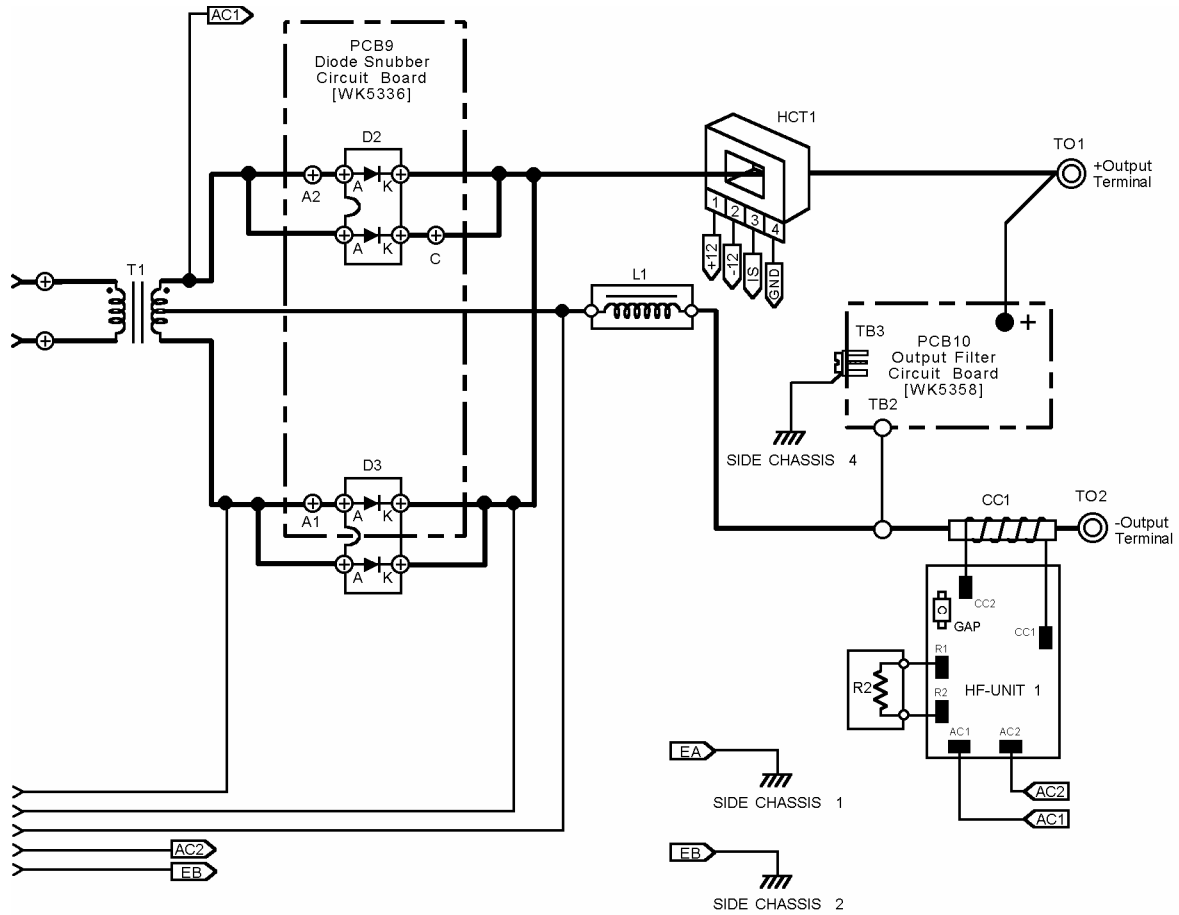 AC1
PCB9
Diode Snubber
Circuit Board
[WK5336]
D2
A K
A2
A K
C
HCT1
1 2 3 4
+12
-12
IS
GND
TO1
+Output
Terminal
T1
L1
+
TB3
PCB10
Output Filter
Circuit Board
[WK5358]
TB2
SIDE CHASSIS 4
D3
A K
A1
A K
CC1
TO2
-Output
Terminal
CC2
C
GAP
CC1
R1
R2
R2
HF-UNIT 1
AC1
AC2
AC2
AC1
EA
SIDE CHASSIS 1
AC2
EB
EB
SIDE CHASSIS 2